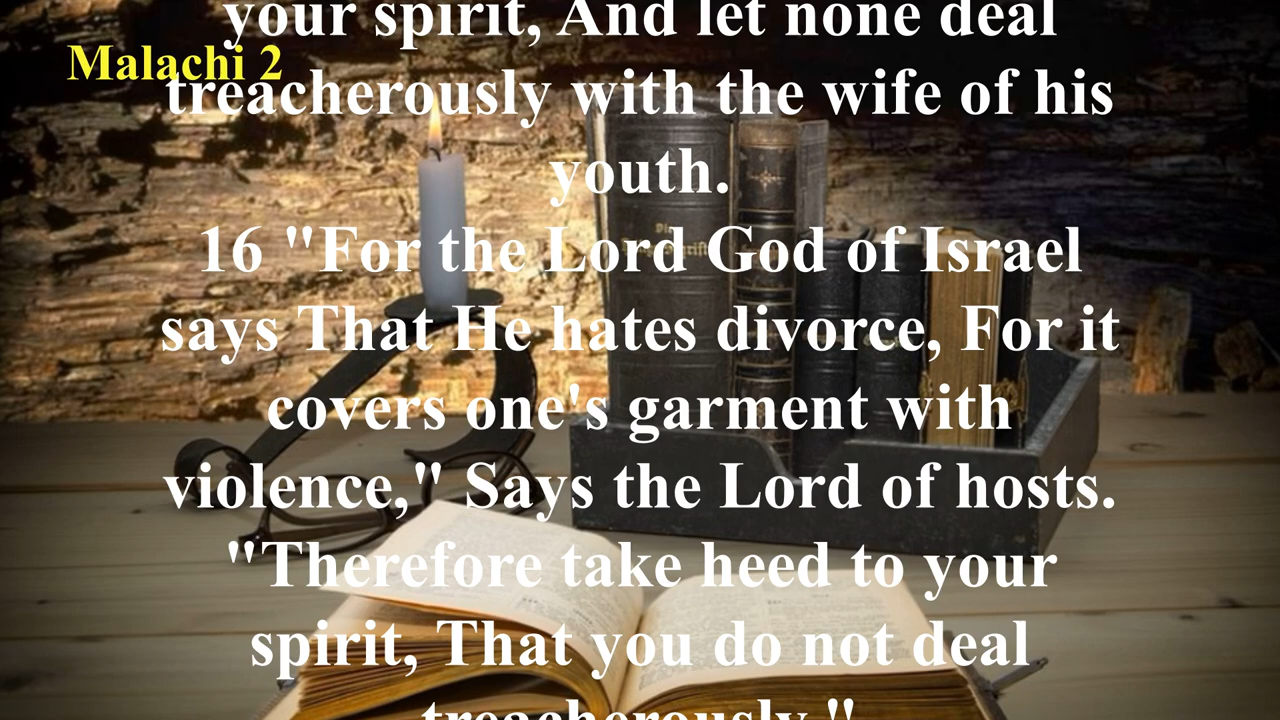 your spirit, And let none deal
Malachi 2
treacherously with the wife of his
youth.
16 "For the Lord God of Israel
says That He hates divorce, For it
covers one's garment with
violence," Says the Lord of hosts.
"Therefore take heed to your
spirit, That you do not deal
treacherously."